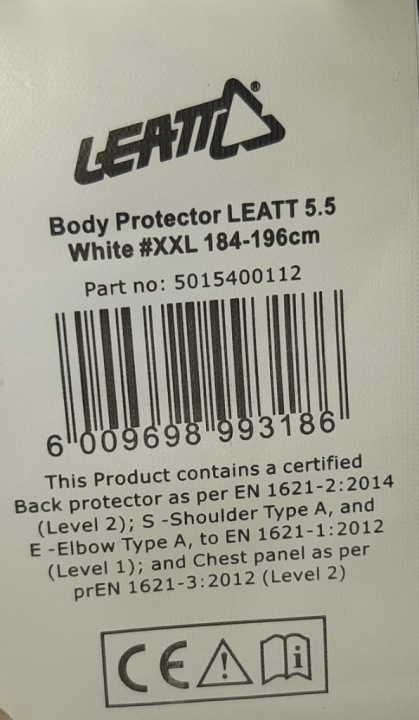 LEATT®
Body Protector LEATT 5.5
White #XXL 184-196cm
Part no: 5015400112
6 009698 993186
This Product contains a certified
Back protector as per EN 1621-2:2014
(Level 2); S -Shoulder Type A, and
E -Elbow Type A, to EN 1621-1:2012
(Level 1); and Chest panel as per
prEN 1621-3:2012 (Level 2)
CE ! i